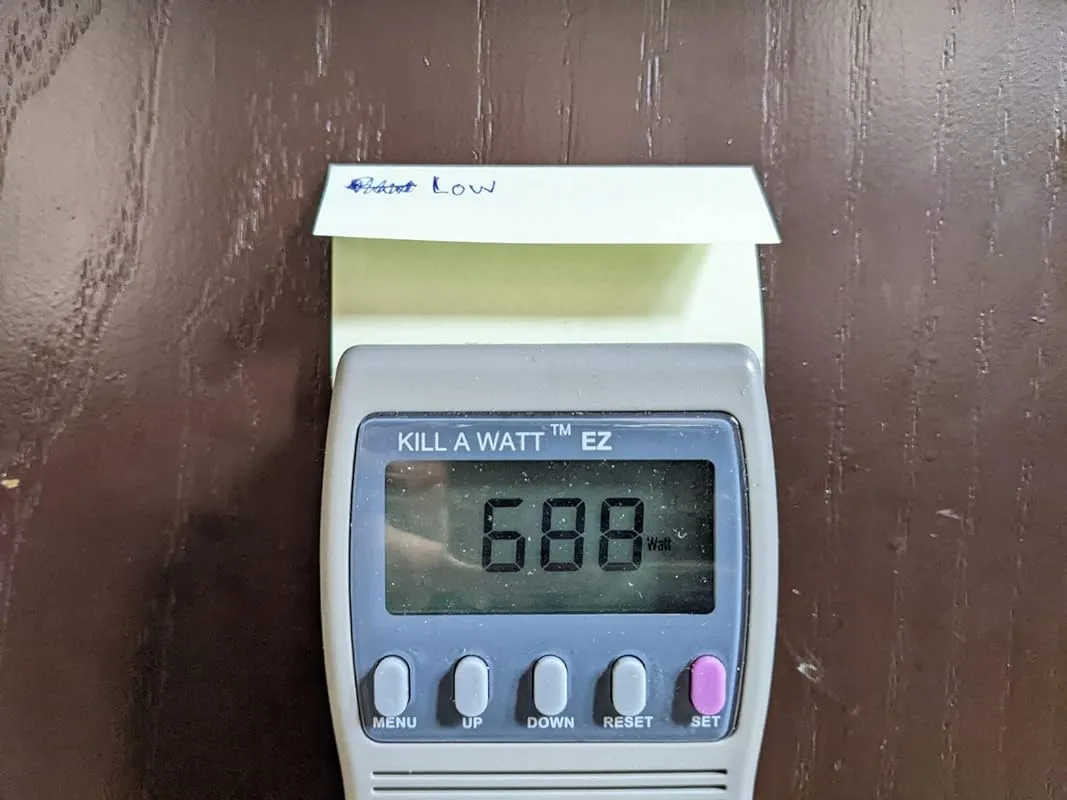 Low
KILL A WATT™ EZ
688 Watt
MENU UP DOWN RESET SET